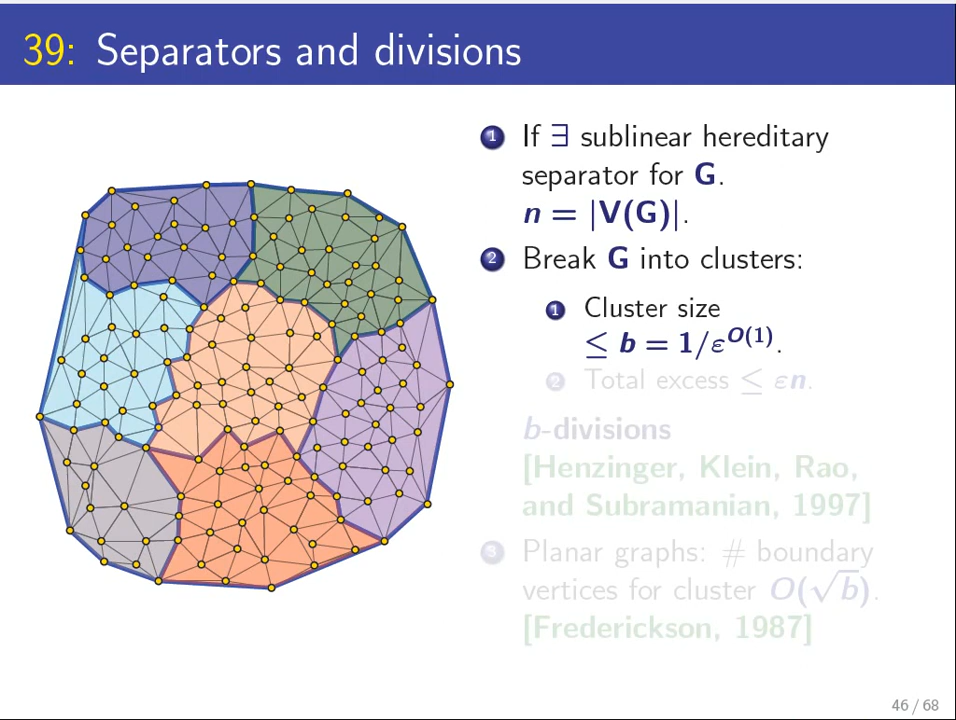 39: Separators and divisions
1 If ∃ sublinear hereditary
separator for G.
n = |V(G)|.
2 Break G into clusters:
1 Cluster size
≤ b = 1/ε^O(1).
2 Total excess ≤ εn.
b-divisions
[Henzinger, Klein, Rao,
and Subramanian, 1997]
3 Planar graphs: # boundary
vertices for cluster O(√b).
[Frederickson, 1987]
46 / 68